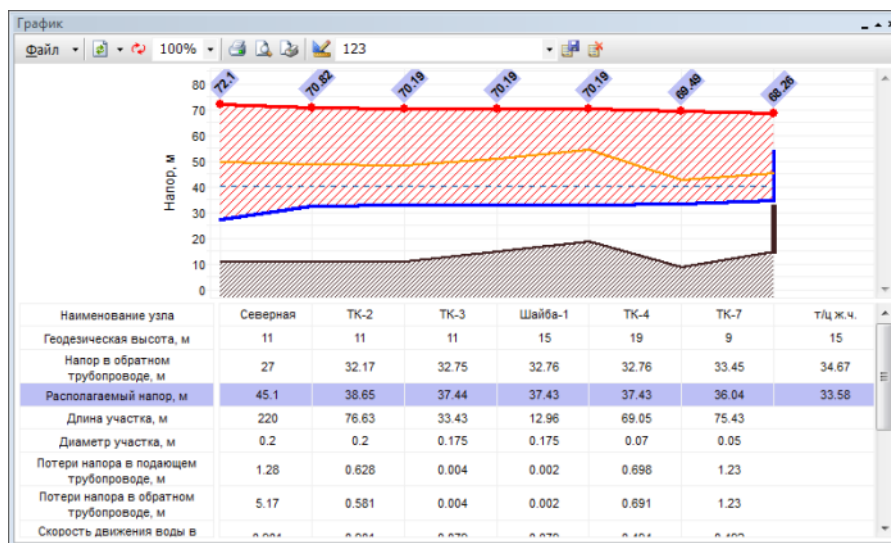 График
Файл 100% 123
72.1 70.82 70.19 70.19 70.19 69.49 68.26
Напор, м
80
70
60
50
40
30
20
10
0
Наименование узла Северная ТК-2 ТК-3 Шайба-1 ТК-4 ТК-7 т/ц ж.ч.
Геодезическая высота, м 11 11 11 15 19 9 15
Напор в обратном
трубопроводе, м 27 32.17 32.75 32.76 32.76 33.45 34.67
Располагаемый напор, м 45.1 38.65 37.44 37.43 37.43 36.04 33.58
Длина участка, м 220 76.63 33.43 12.96 69.05 75.43
Диаметр участка, м 0.2 0.2 0.175 0.175 0.07 0.05
Потери напора в подающем
трубопроводе, м 1.28 0.628 0.004 0.002 0.698 1.23
Потери напора в обратном
трубопроводе, м 5.17 0.581 0.004 0.002 0.691 1.23
Скорость движения воды в